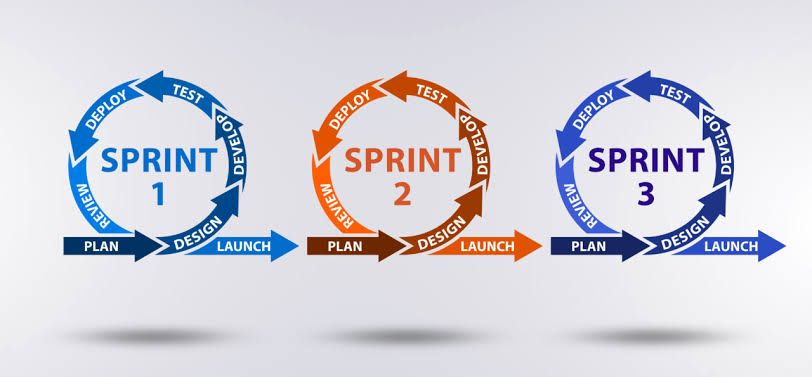 SPRINT
1
PLAN
DESIGN
DEVELOP
TEST
DEPLOY
REVIEW
LAUNCH
SPRINT
2
PLAN
DESIGN
DEVELOP
TEST
DEPLOY
REVIEW
LAUNCH
SPRINT
3
PLAN
DESIGN
DEVELOP
TEST
DEPLOY
REVIEW
LAUNCH